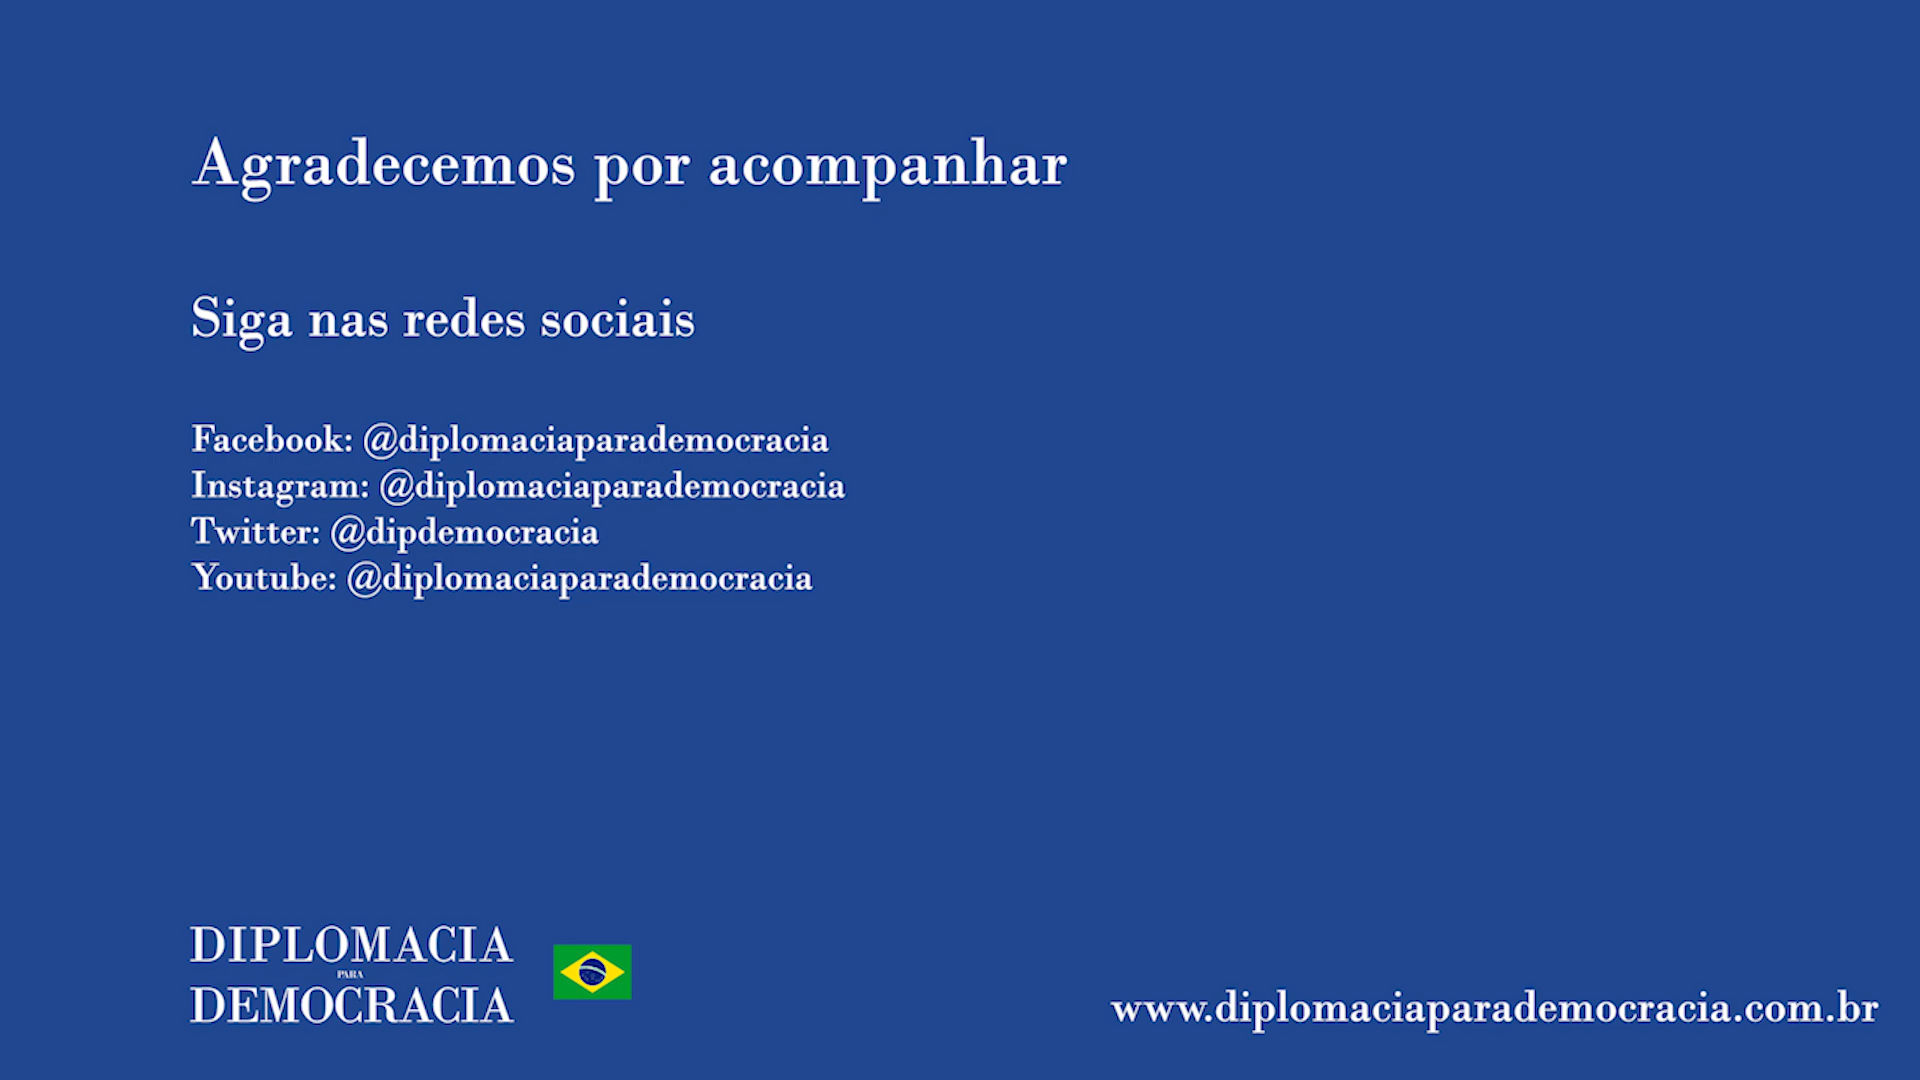 Agradecemos por acompanhar
Siga nas redes sociais
Facebook: @diplomaciaparademocracia
Instagram: @diplomaciaparademocracia
Twitter: @dipdemocracia
Youtube: @diplomaciaparademocracia
DIPLOMACIA
PARA
DEMOCRACIA
www.diplomaciaparademocracia.com.br